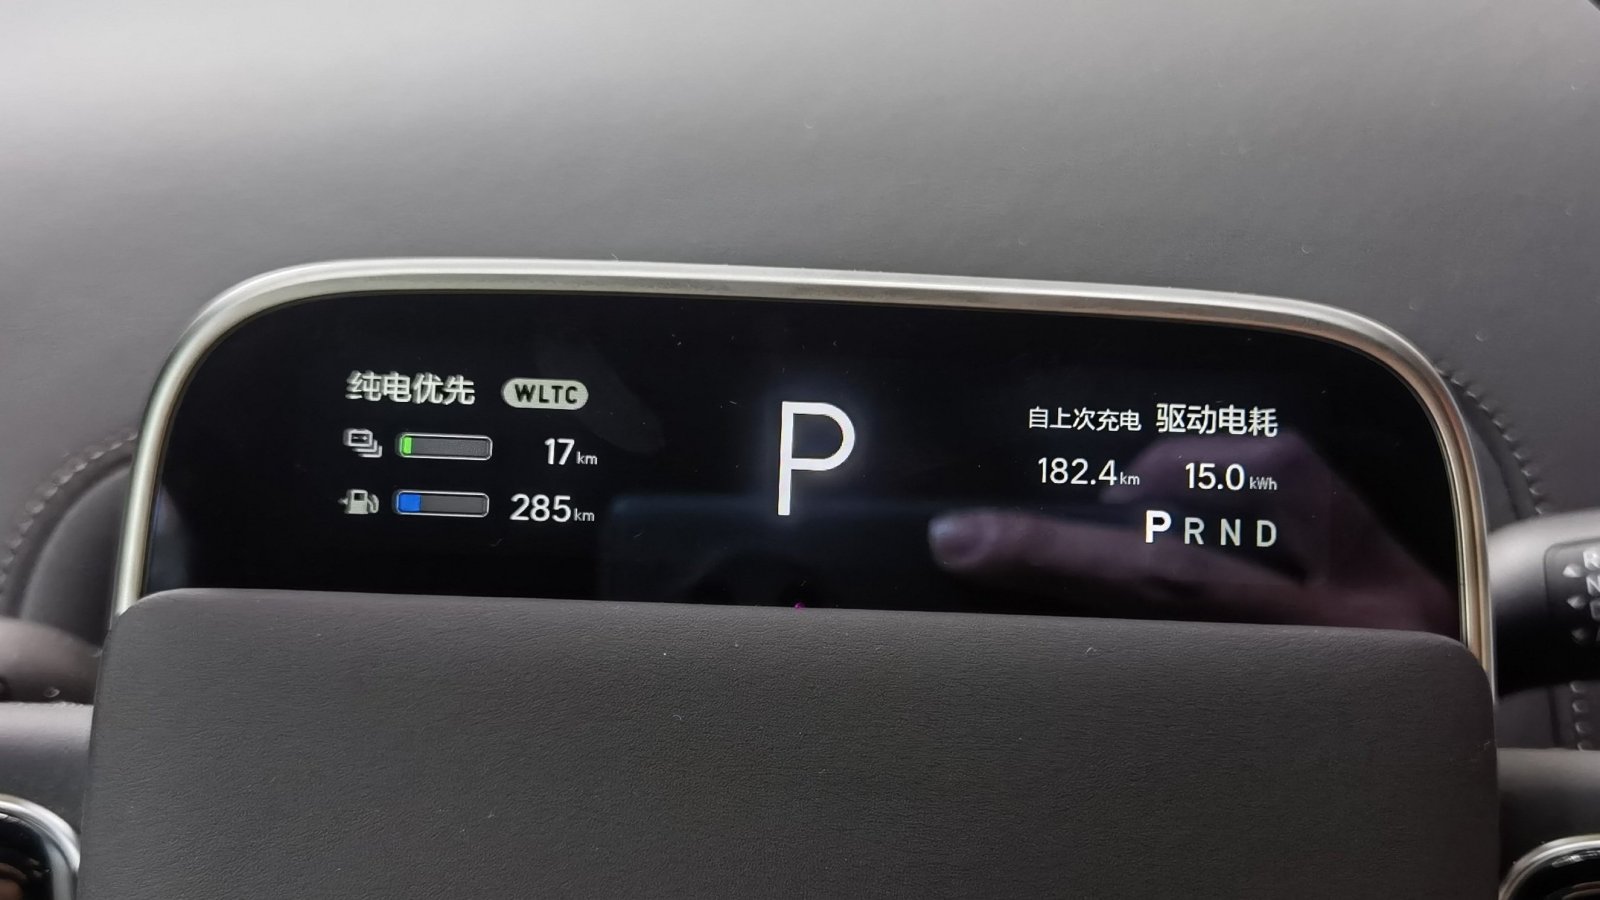 纯电优先 WLTC
17km
285km
P
自上次充电 驱动电耗
182.4km 15.0kWh
P R N D